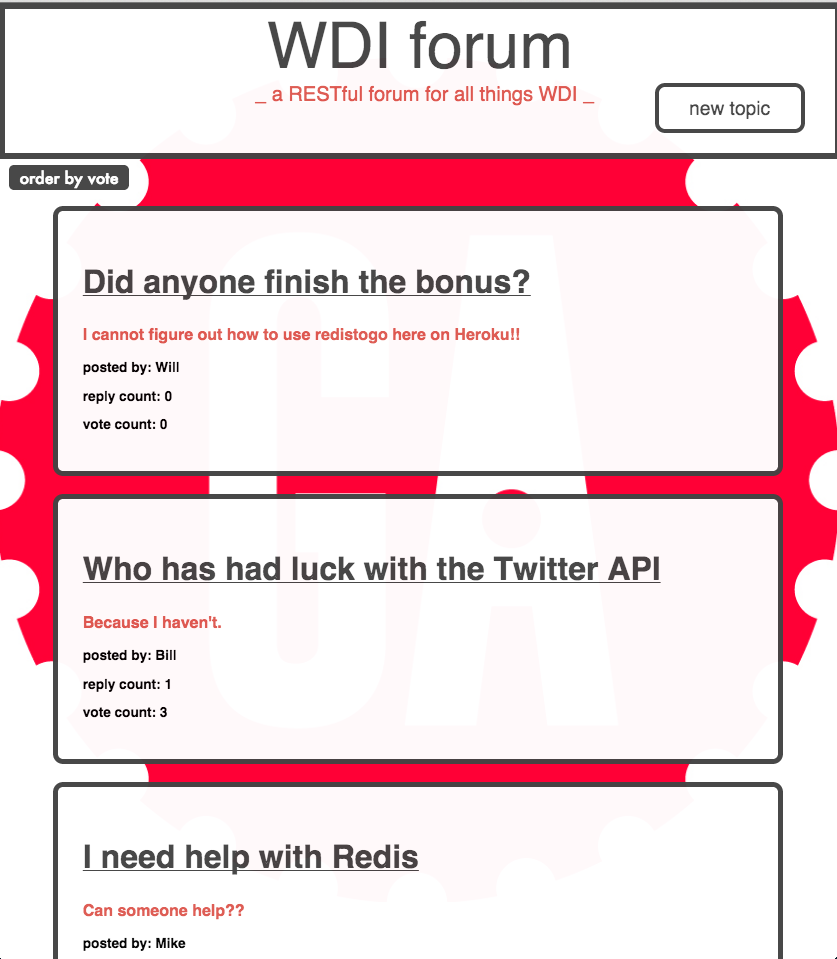 WDI forum
_ a RESTful forum for all things WDI _
new topic
order by vote
Did anyone finish the bonus?
I cannot figure out how to use redistogo here on Heroku!!
posted by: Will
reply count: 0
vote count: 0
Who has had luck with the Twitter API
Because I haven't.
posted by: Bill
reply count: 1
vote count: 3
I need help with Redis
Can someone help??
posted by: Mike
GA